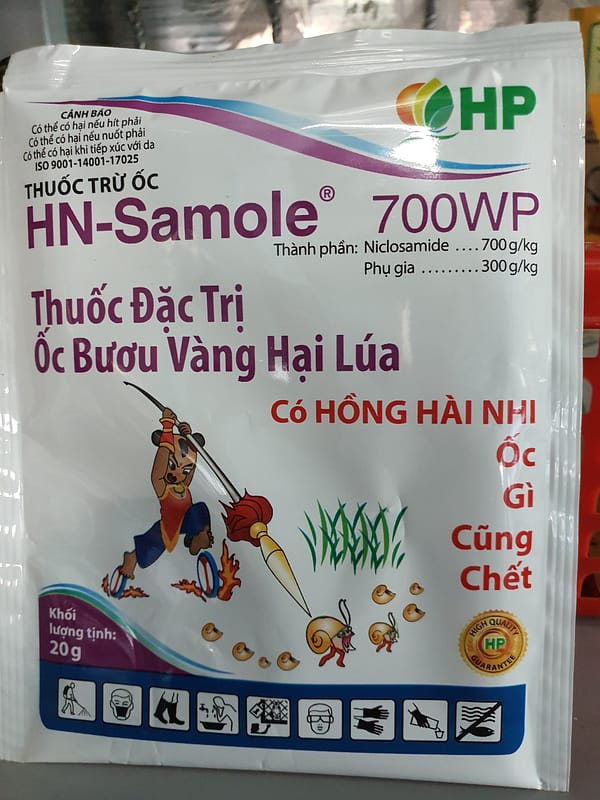 CẢNH BÁO
Có thể có hại nếu hít phải
Có thể có hại nếu nuốt phải
Có thể có hại khi tiếp xúc với da
ISO 9001-14001-17025
HP
THUỐC TRỪ ỐC
HN-Samole® 700WP
Thành phần: Niclosamide .... 700 g/kg
Phụ gia ......... 300 g/kg
Thuốc Đặc Trị
Ốc Bươu Vàng Hại Lúa
Có HỒNG HÀI NHI
Ốc
Gì
Cũng
Chết
Khối
lượng tịnh:
20 g
HIGH QUALITY
HP
GUARANTEE